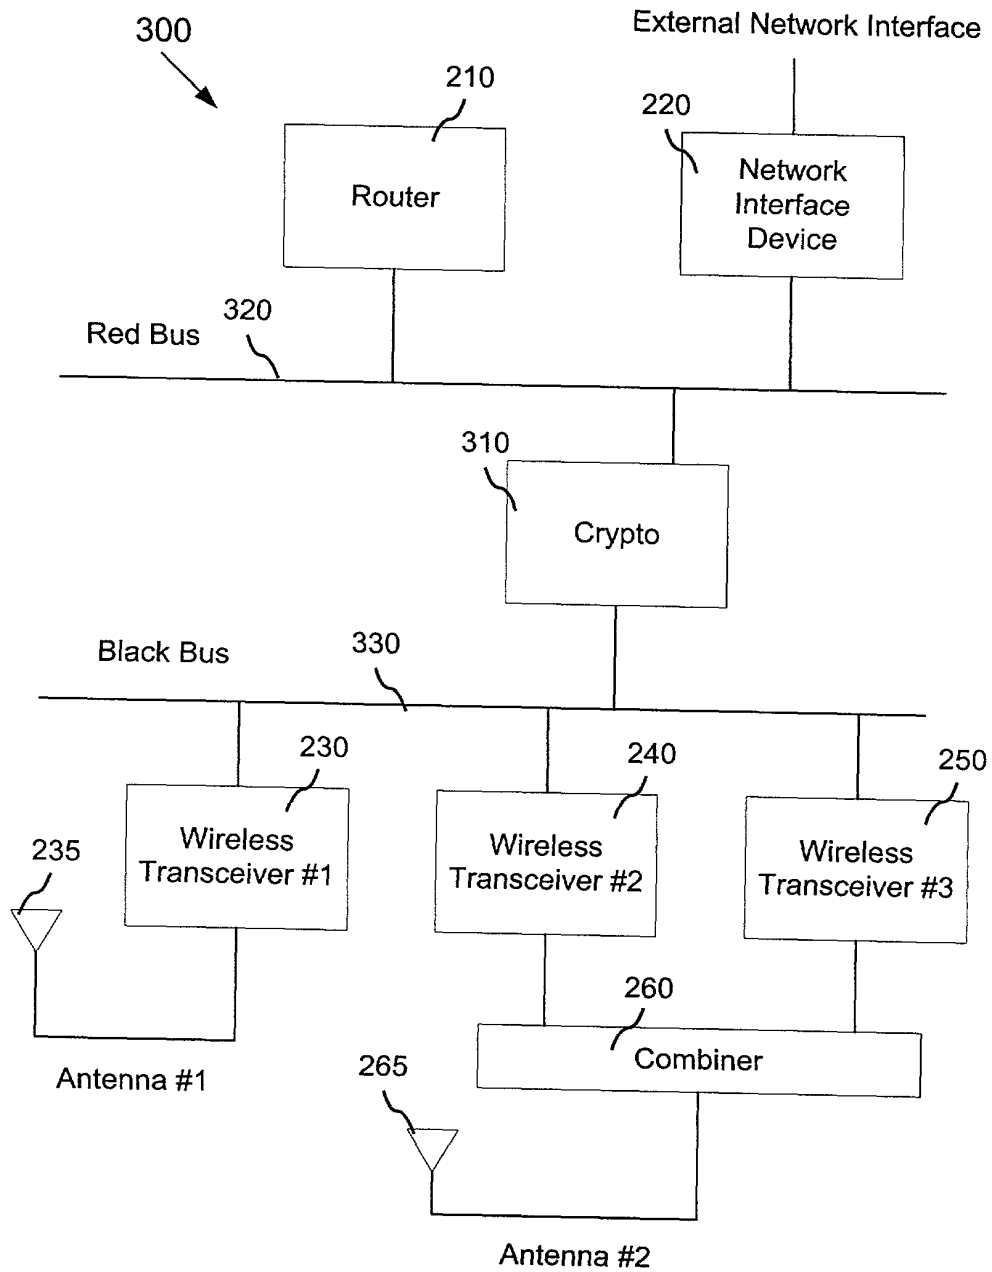 External Network Interface
300
210
220
Router
Network
Interface
Device
320
Red Bus
310
Crypto
Black Bus
330
230
240
250
Wireless
Transceiver #1
Wireless
Transceiver #2
Wireless
Transceiver #3
235
260
Combiner
Antenna #1
265
Antenna #2